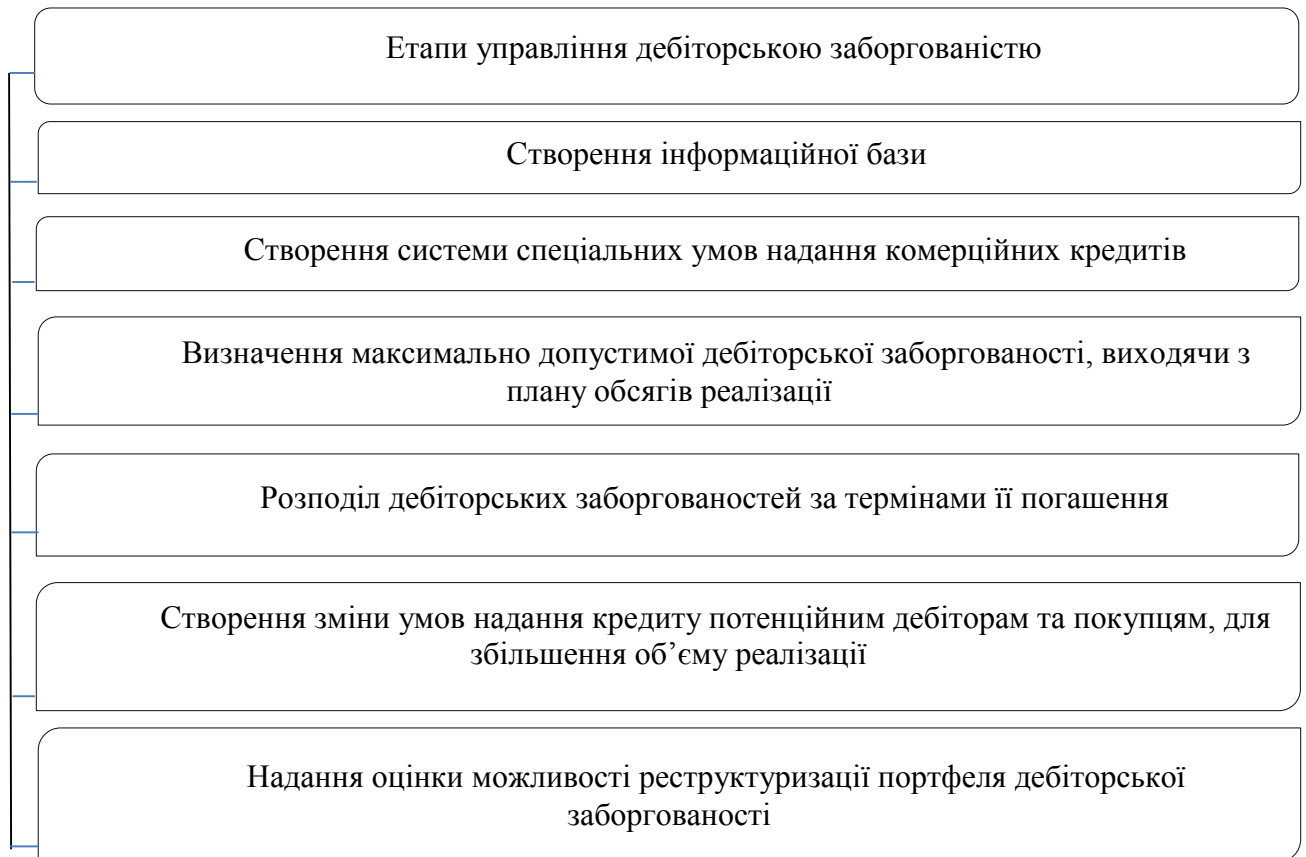 Етапи управління дебіторською заборгованістю
Створення інформаційної бази
Створення системи спеціальних умов надання комерційних кредитів
Визначення максимально допустимої дебіторської заборгованості, виходячи з
плану обсягів реалізації
Розподіл дебіторських заборгованостей за термінами її погашення
Створення зміни умов надання кредиту потенційним дебіторам та покупцям, для
збільшення об’єму реалізації
Надання оцінки можливості реструктуризації портфеля дебіторської
заборгованості